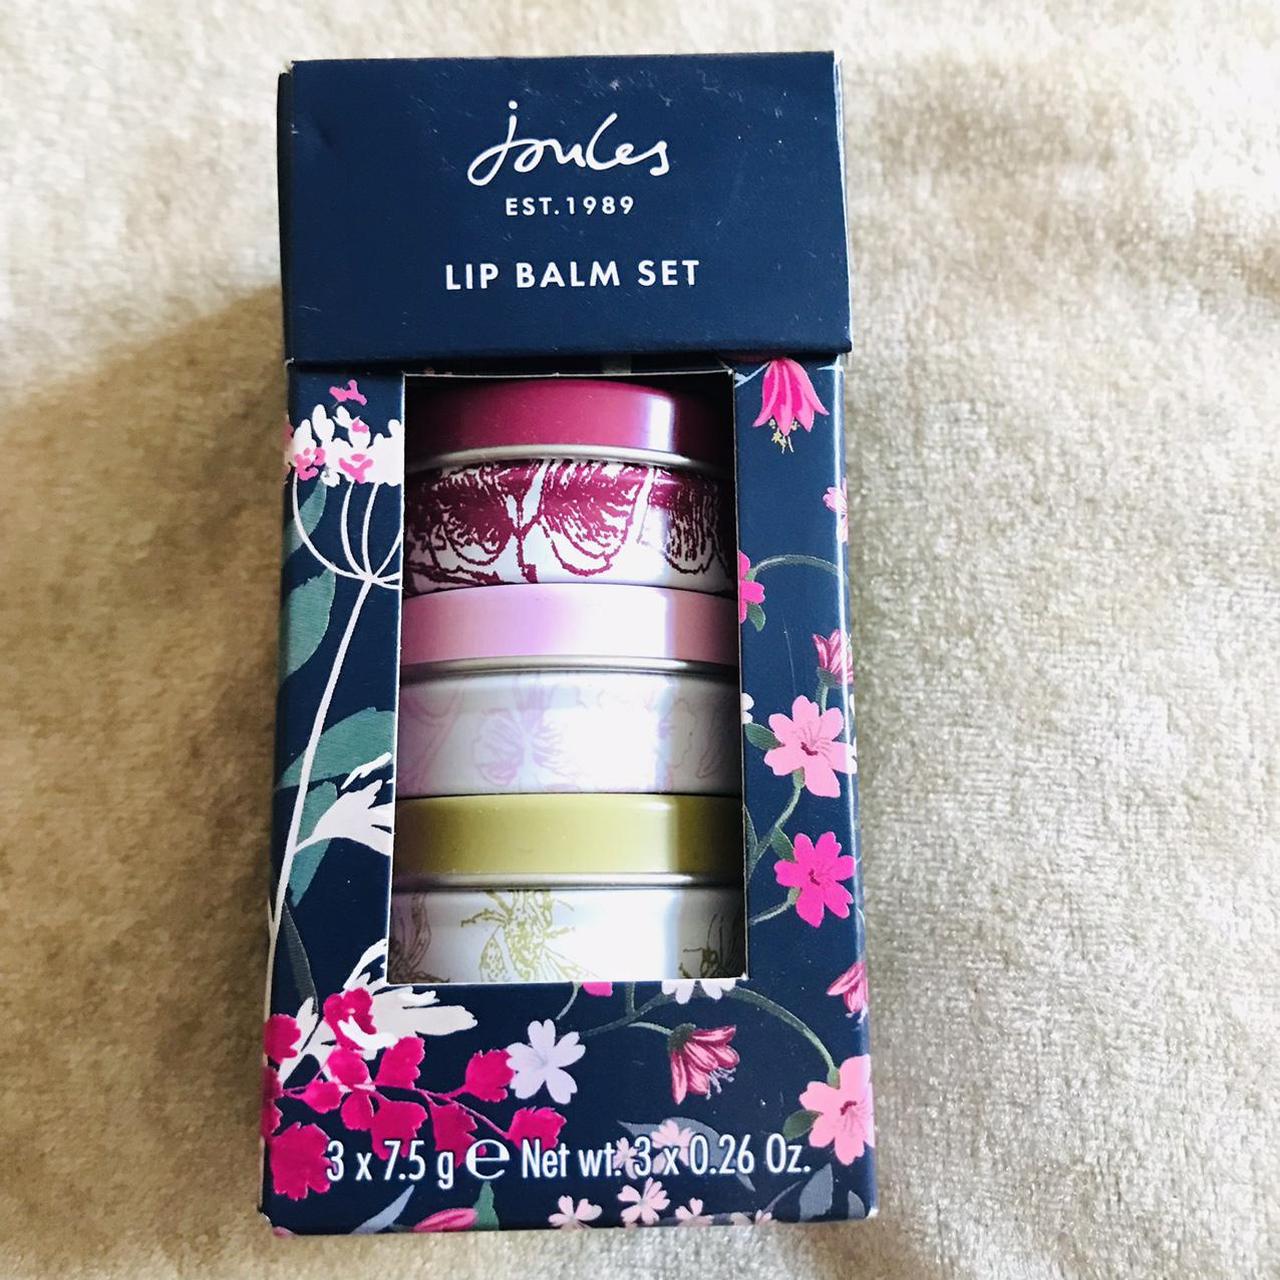 Joules
EST.1989
LIP BALM SET
3 x 7.5 g ℮ Net wt. 3 x 0.26 Oz.